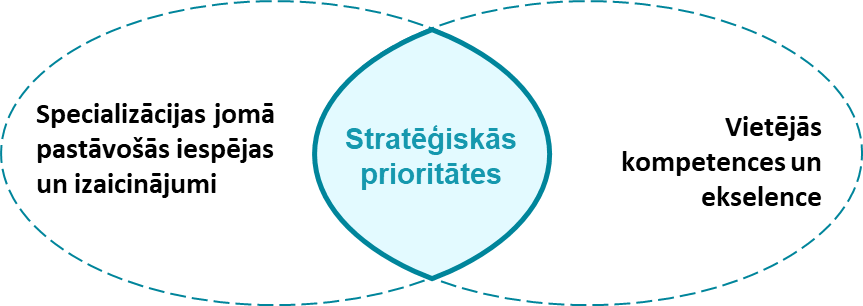 Specializācijas jomā
pastāvošās iespējas
un izaicinājumi
Stratēģiskās
prioritātes
Vietējās
kompetences un
ekselence